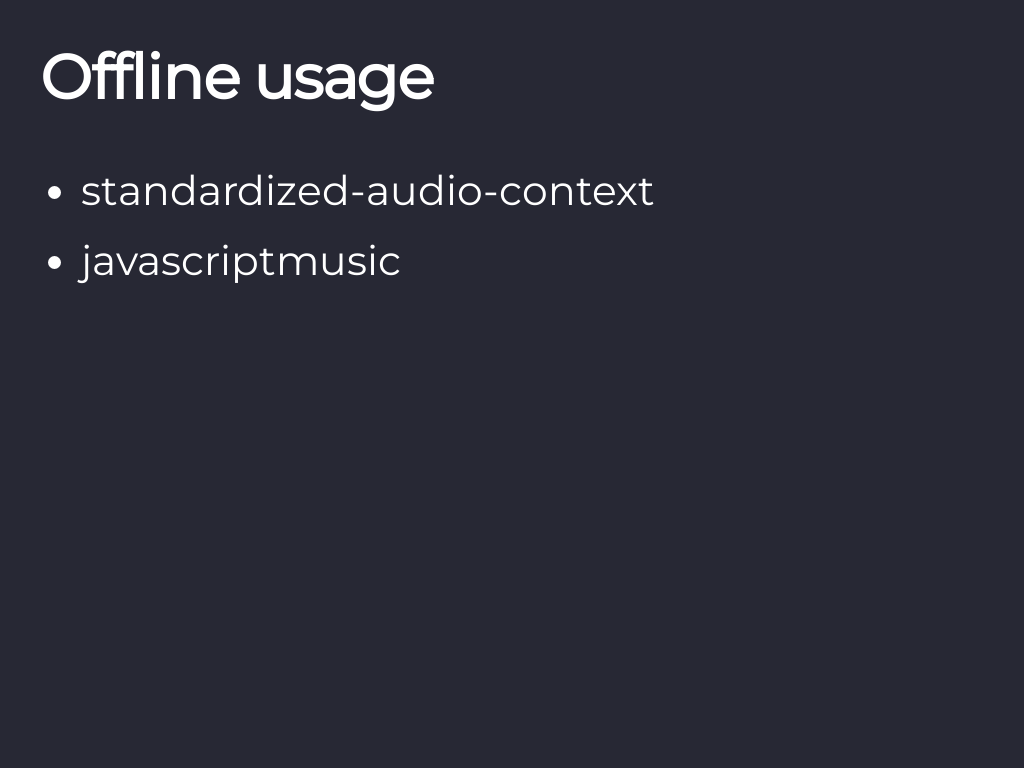 Offline usage
• standardized-audio-context
• javascriptmusic